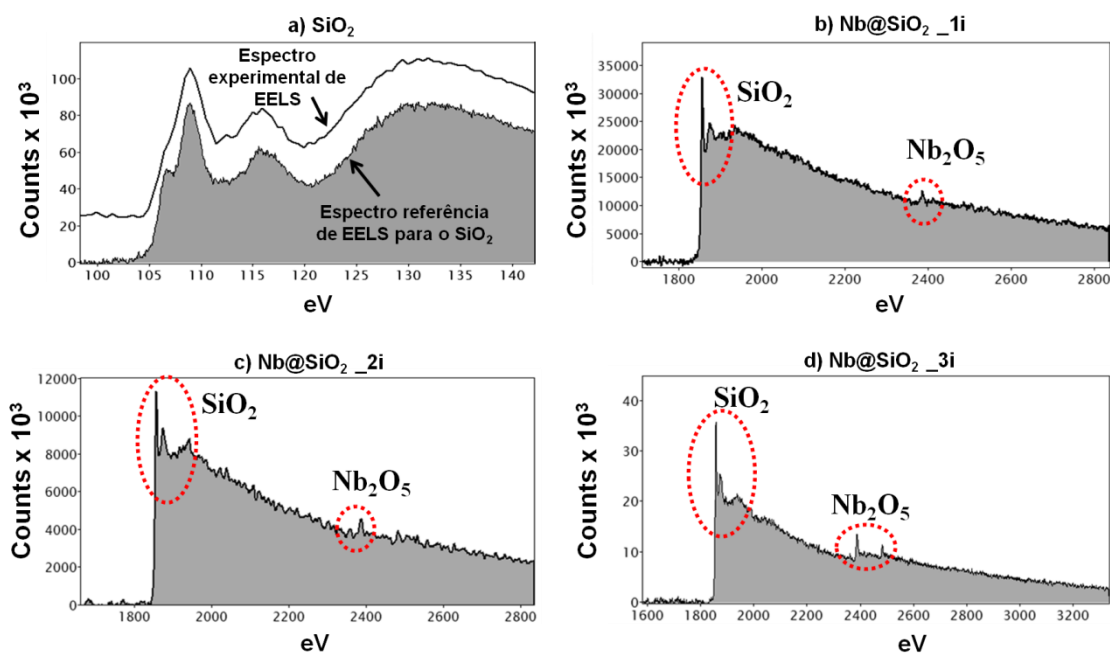 a) SiO₂
Espectro
experimental de
EELS
Espectro referência
de EELS para o SiO₂
Counts x 10³
100
80
60
40
20
0
100 105 110 115 120 125 130 135 140
eV
b) Nb@SiO₂ _1i
SiO₂
Nb₂O₅
Counts x 10³
35000
30000
25000
20000
15000
10000
5000
0
1800 2000 2200 2400 2600 2800
eV
c) Nb@SiO₂ _2i
SiO₂
Nb₂O₅
Counts x 10³
12000
10000
8000
6000
4000
2000
0
1800 2000 2200 2400 2600 2800
eV
d) Nb@SiO₂ _3i
SiO₂
Nb₂O₅
Counts x 10³
40
30
20
10
0
1600 1800 2000 2200 2400 2600 2800 3000 3200
eV